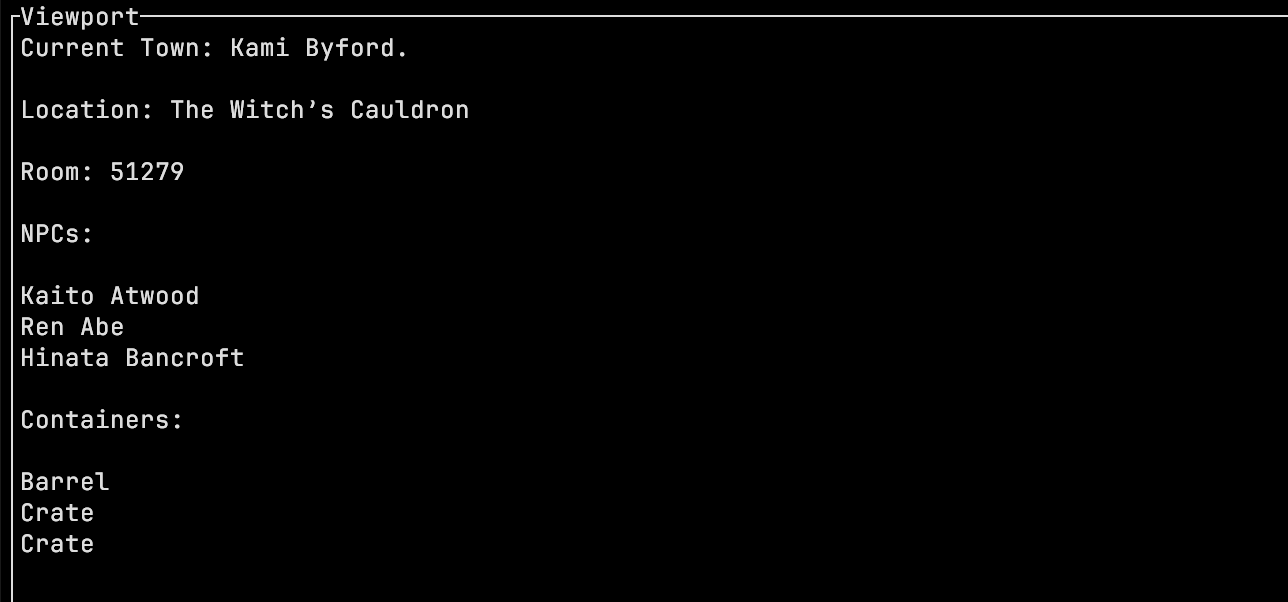 Viewport
Current Town: Kami Byford.
Location: The Witch’s Cauldron
Room: 51279
NPCs:
Kaito Atwood
Ren Abe
Hinata Bancroft
Containers:
Barrel
Crate
Crate